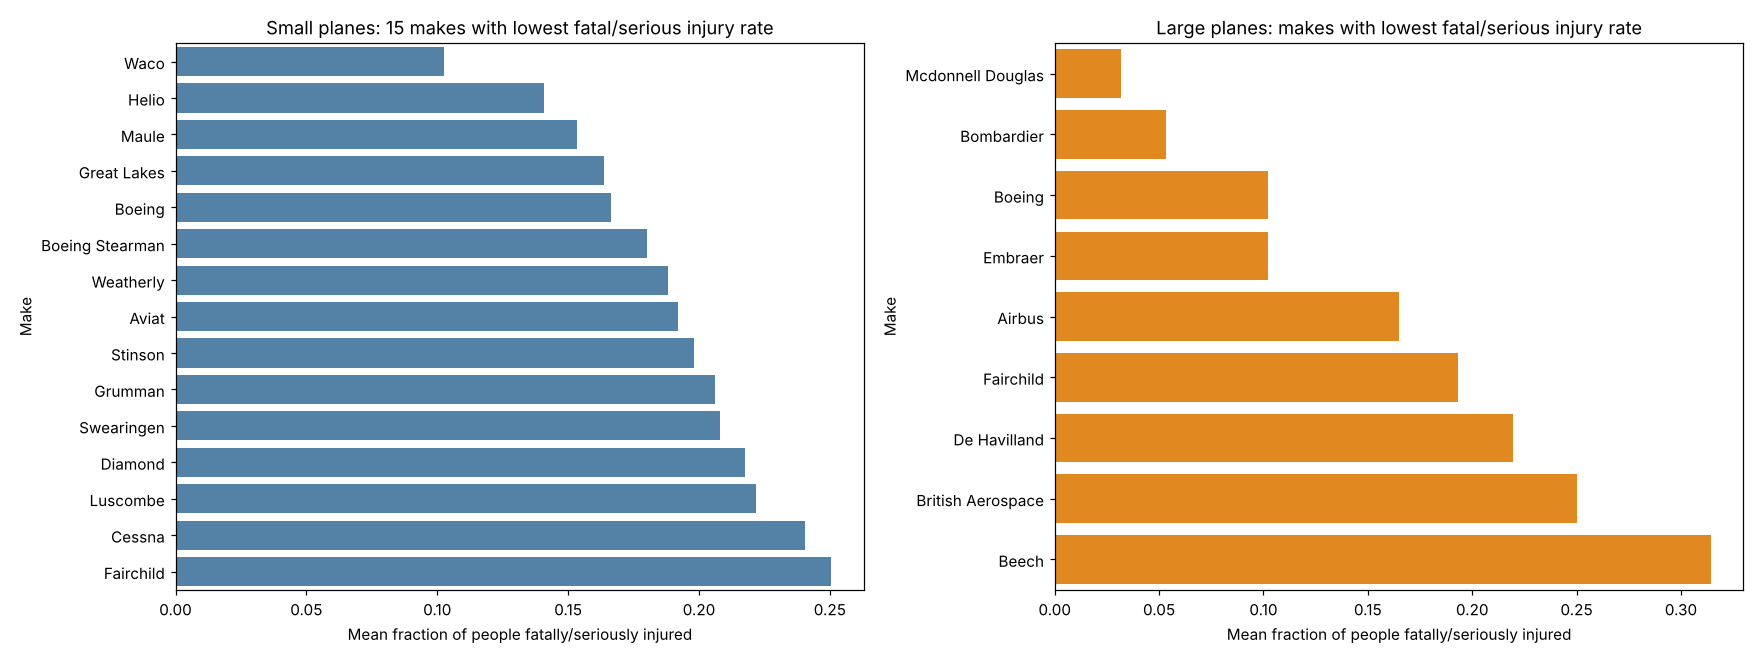 Small planes: 15 makes with lowest fatal/serious injury rate
Make
Waco
Helio
Maule
Great Lakes
Boeing
Boeing Stearman
Weatherly
Aviat
Stinson
Grumman
Swearingen
Diamond
Luscombe
Cessna
Fairchild
0.00 0.05 0.10 0.15 0.20 0.25
Mean fraction of people fatally/seriously injured
Large planes: makes with lowest fatal/serious injury rate
Make
Mcdonnell Douglas
Bombardier
Boeing
Embraer
Airbus
Fairchild
De Havilland
British Aerospace
Beech
0.00 0.05 0.10 0.15 0.20 0.25 0.30
Mean fraction of people fatally/seriously injured